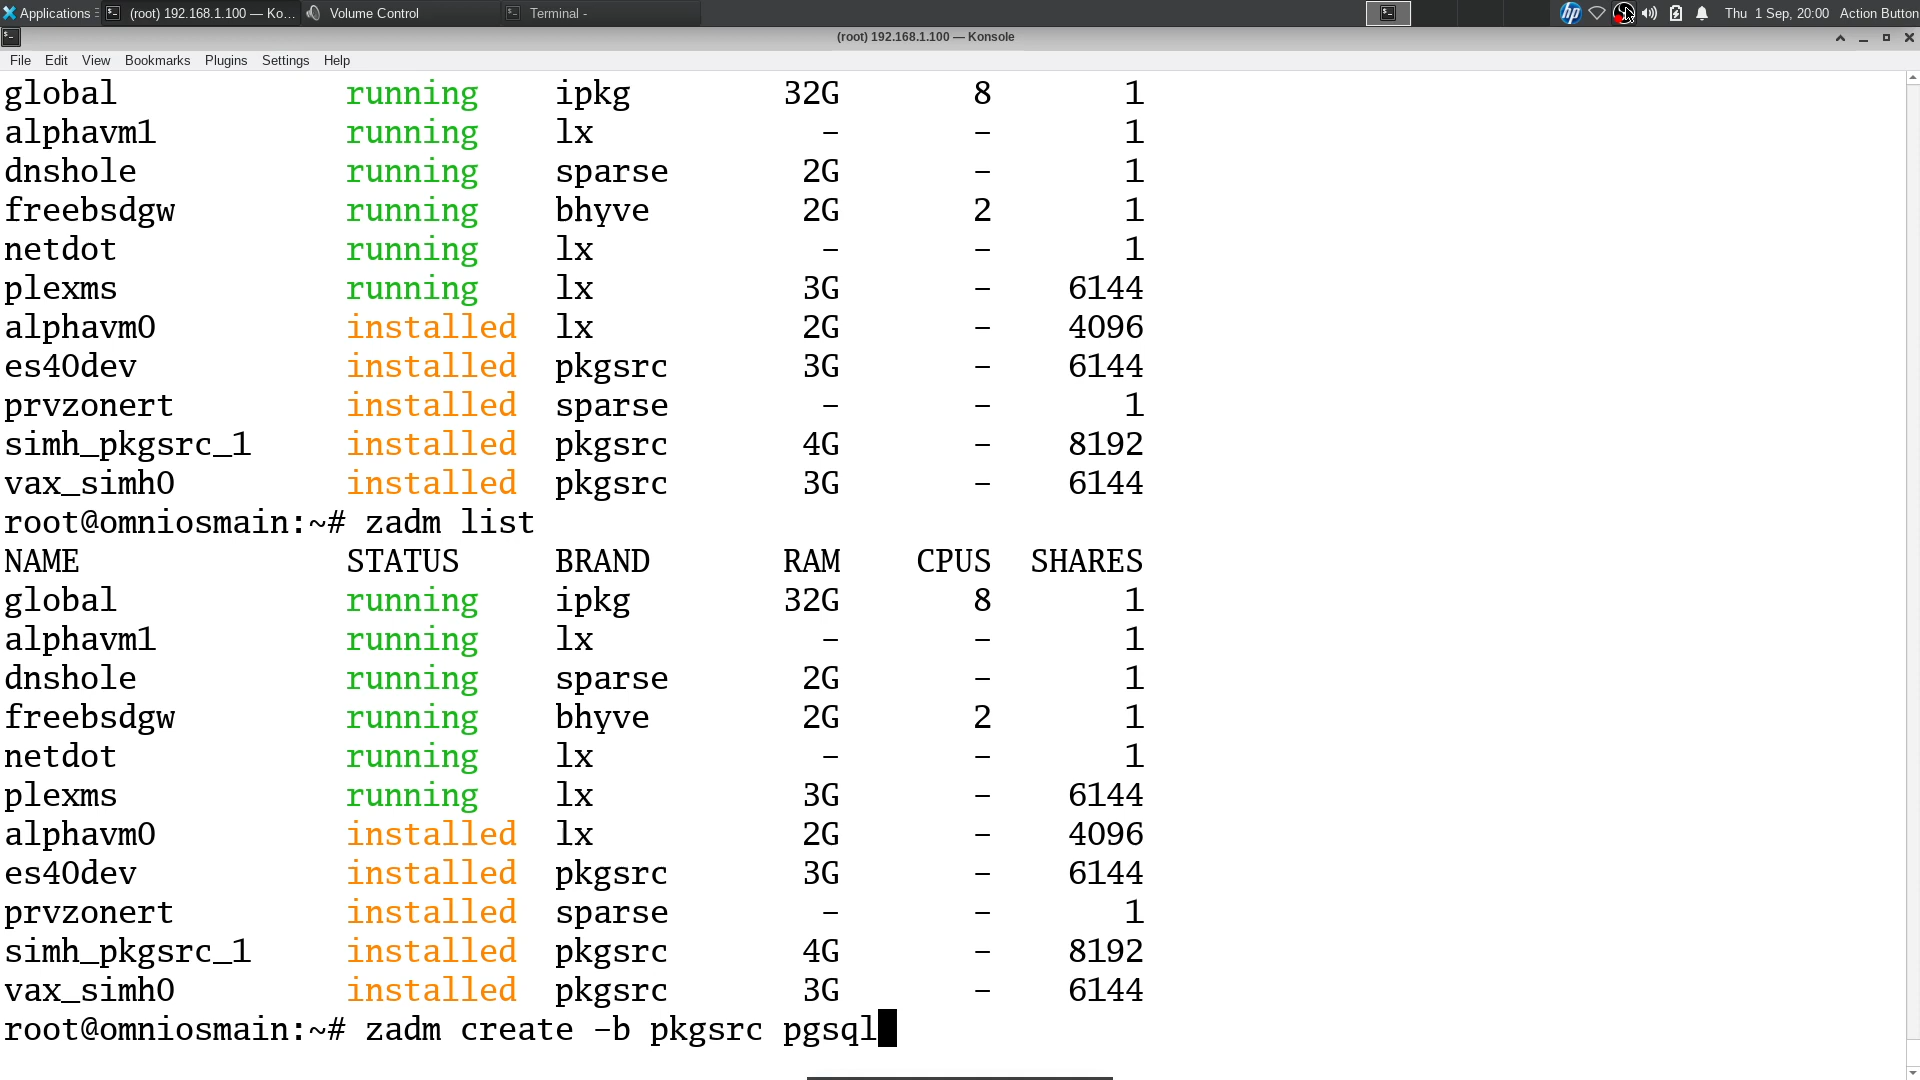 Applications (root) 192.168.1.100 — Ko... Volume Control Terminal - Thu 1 Sep, 20:00 Action Button
(root) 192.168.1.100 — Konsole
File Edit View Bookmarks Plugins Settings Help
global running ipkg 32G 8 1
alphavm1 running lx - - 1
dnshole running sparse 2G - 1
freebsdgw running bhyve 2G 2 1
netdot running lx - - 1
plexms running lx 3G - 6144
alphavm0 installed lx 2G - 4096
es40dev installed pkgsrc 3G - 6144
prvzonert installed sparse - - 1
simh_pkgsrc_1 installed pkgsrc 4G - 8192
vax_simh0 installed pkgsrc 3G - 6144
root@omniosmain:~# zadm list
NAME STATUS BRAND RAM CPUS SHARES
global running ipkg 32G 8 1
alphavm1 running lx - - 1
dnshole running sparse 2G - 1
freebsdgw running bhyve 2G 2 1
netdot running lx - - 1
plexms running lx 3G - 6144
alphavm0 installed lx 2G - 4096
es40dev installed pkgsrc 3G - 6144
prvzonert installed sparse - - 1
simh_pkgsrc_1 installed pkgsrc 4G - 8192
vax_simh0 installed pkgsrc 3G - 6144
root@omniosmain:~# zadm create -b pkgsrc pgsql